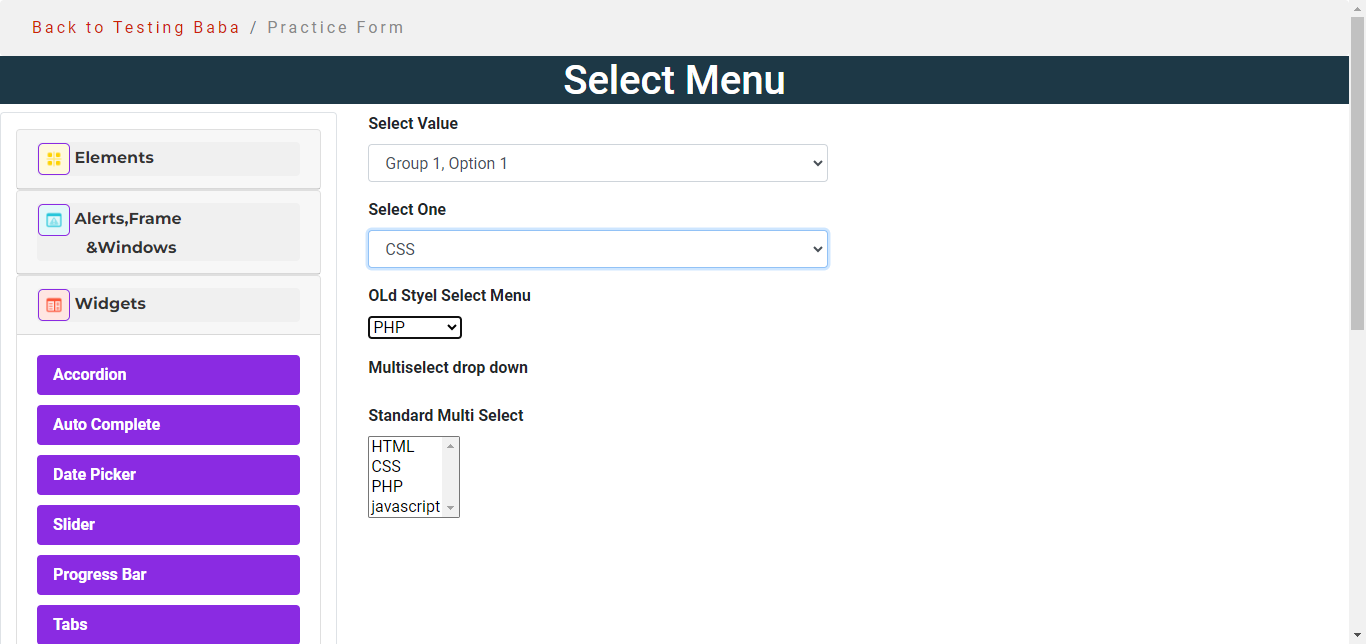 Back to Testing Baba / Practice Form
Select Menu
Elements
Alerts,Frame
&Windows
Widgets
Accordion
Auto Complete
Date Picker
Slider
Progress Bar
Tabs
Select Value
Group 1, Option 1
Select One
CSS
OLd Styel Select Menu
PHP
Multiselect drop down
Standard Multi Select
HTML
CSS
PHP
javascript